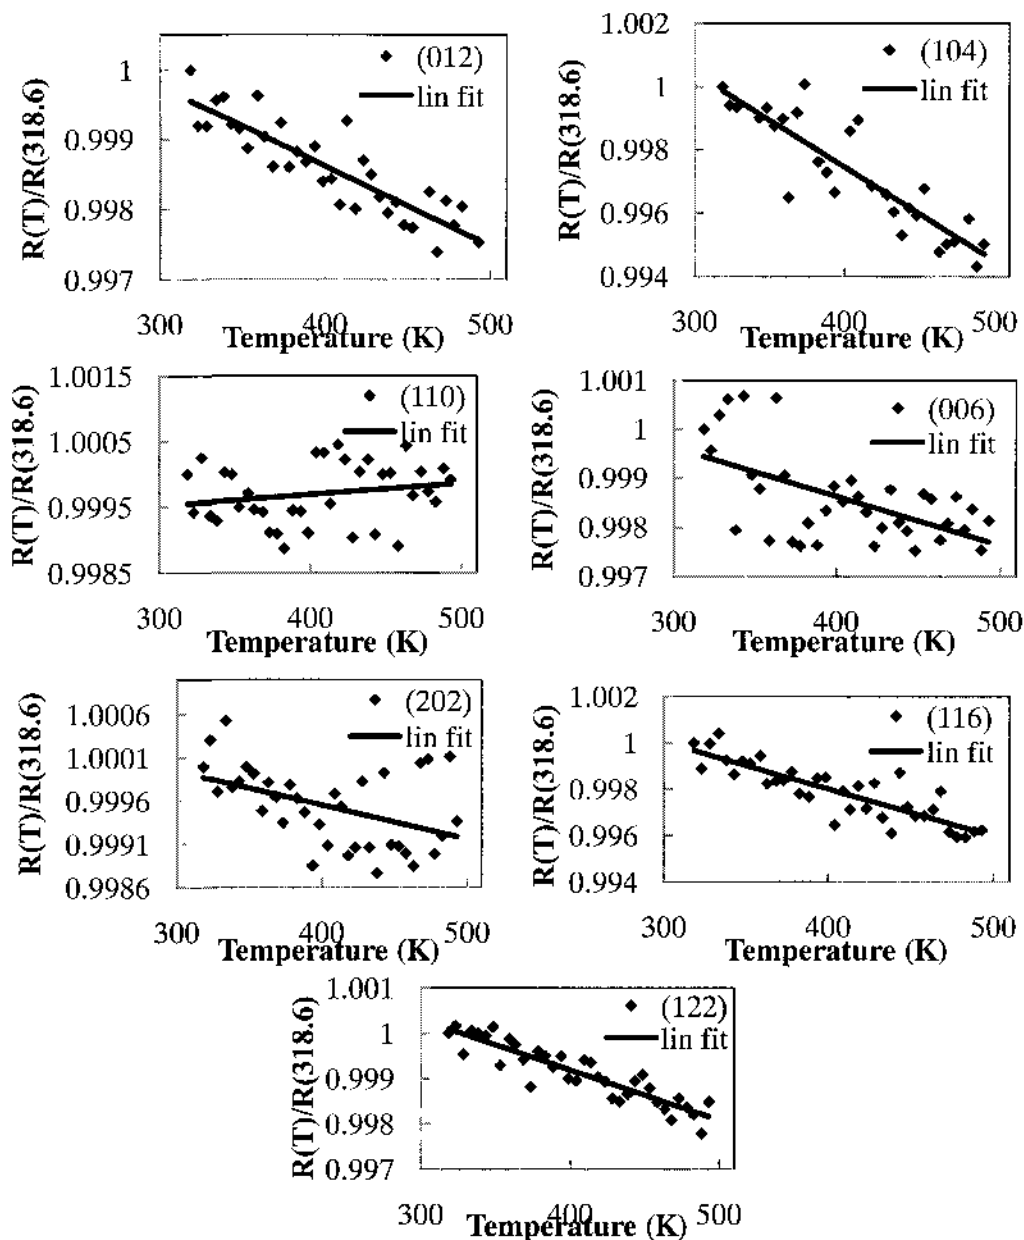 R(T)/R(318.6)
1
0.999
0.998
0.997
(012)
lin fit
300
400
500
Temperature (K)
R(T)/R(318.6)
1.002
1
0.998
0.996
0.994
(104)
lin fit
300
400
500
Temperature (K)
R(T)/R(318.6)
1.0015
1.0005
0.9995
0.9985
(110)
lin fit
300
400
500
Temperature (K)
R(T)/R(318.6)
1.001
1
0.999
0.998
0.997
(006)
lin fit
300
400
500
Temperature (K)
R(T)/R(318.6)
1.0006
1.0001
0.9996
0.9991
0.9986
(202)
lin fit
300
400
500
Temperature (K)
R(T)/R(318.6)
1.002
1
0.998
0.996
0.994
(116)
lin fit
300
400
500
Temperature (K)
R(T)/R(318.6)
1.001
1
0.999
0.998
0.997
(122)
lin fit
300
400
500
Temperature (K)